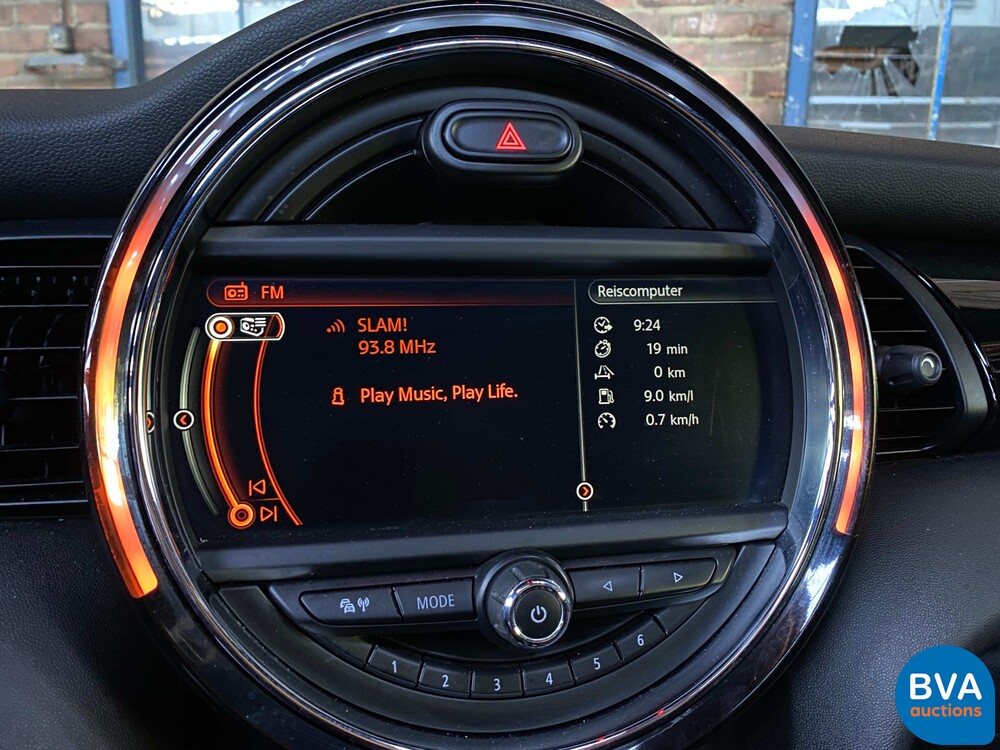 FM
SLAM!
93.8 MHz
Play Music, Play Life.
Reiscomputer
9:24
19 min
0 km
9.0 km/l
0.7 km/h
MODE
1
2
3
4
5
6
BVA
auctions